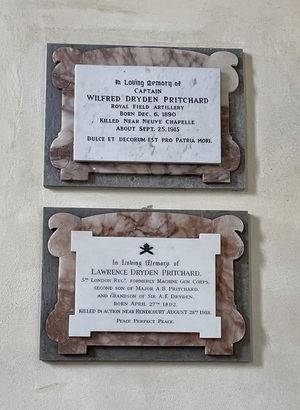 In Loving Memory of
CAPTAIN
WILFRED DRYDEN PRITCHARD
ROYAL FIELD ARTILLERY
BORN DEC. 6, 1890
KILLED NEAR NEUVE CHAPELLE
ABOUT SEPT. 25, 1915
DULCE ET DECORUM EST PRO PATRIA MORI.
In Loving Memory of
LAWRENCE DRYDEN PRITCHARD,
5TH LONDON REGT. FORMERLY MACHINE GUN CORPS,
SECOND SON OF MAJOR A.B. PRITCHARD.
AND GRANDSON OF SIR A.E. DRYDEN.
BORN APRIL 27TH 1892.
KILLED IN ACTION NEAR HENDICOURT AUGUST 28TH 1918.
PEACE PERFECT PEACE.